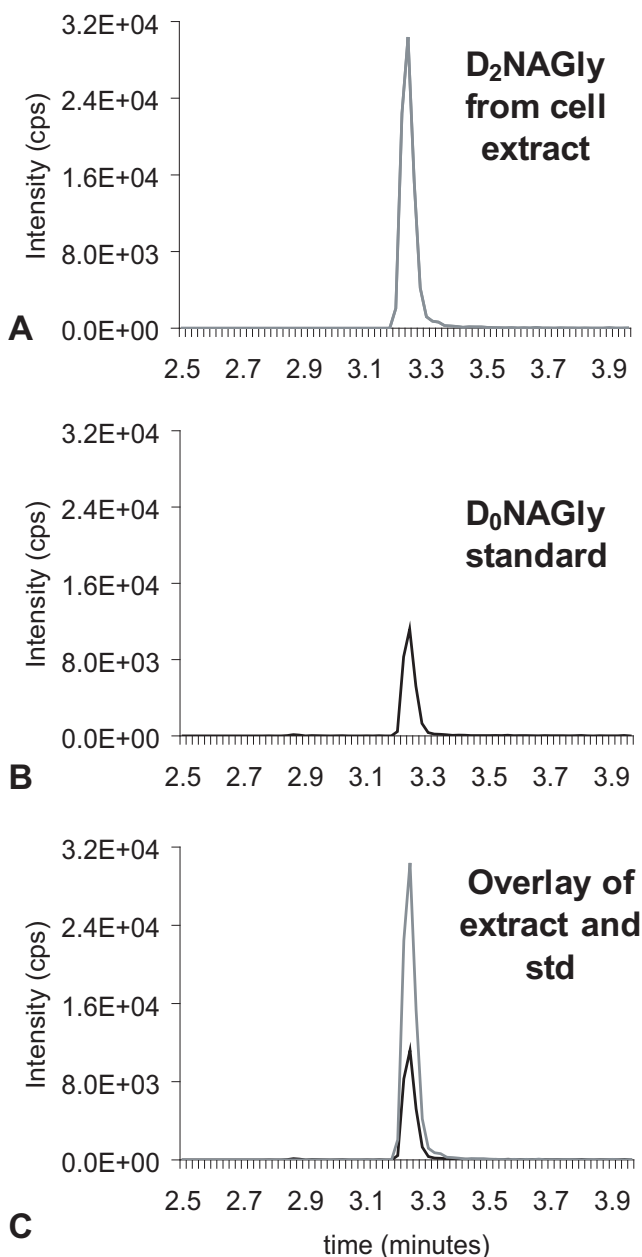 3.2E+04
2.4E+04
1.6E+04
8.0E+03
0.0E+00
Intensity (cps)
D₂NAGly
from cell
extract
A
2.5 2.7 2.9 3.1 3.3 3.5 3.7 3.9
3.2E+04
2.4E+04
1.6E+04
8.0E+03
0.0E+00
Intensity (cps)
D₀NAGly
standard
B
2.5 2.7 2.9 3.1 3.3 3.5 3.7 3.9
3.2E+04
2.4E+04
1.6E+04
8.0E+03
0.0E+00
Intensity (cps)
Overlay of
extract and
std
2.5 2.7 2.9 3.1 3.3 3.5 3.7 3.9
C
time (minutes)